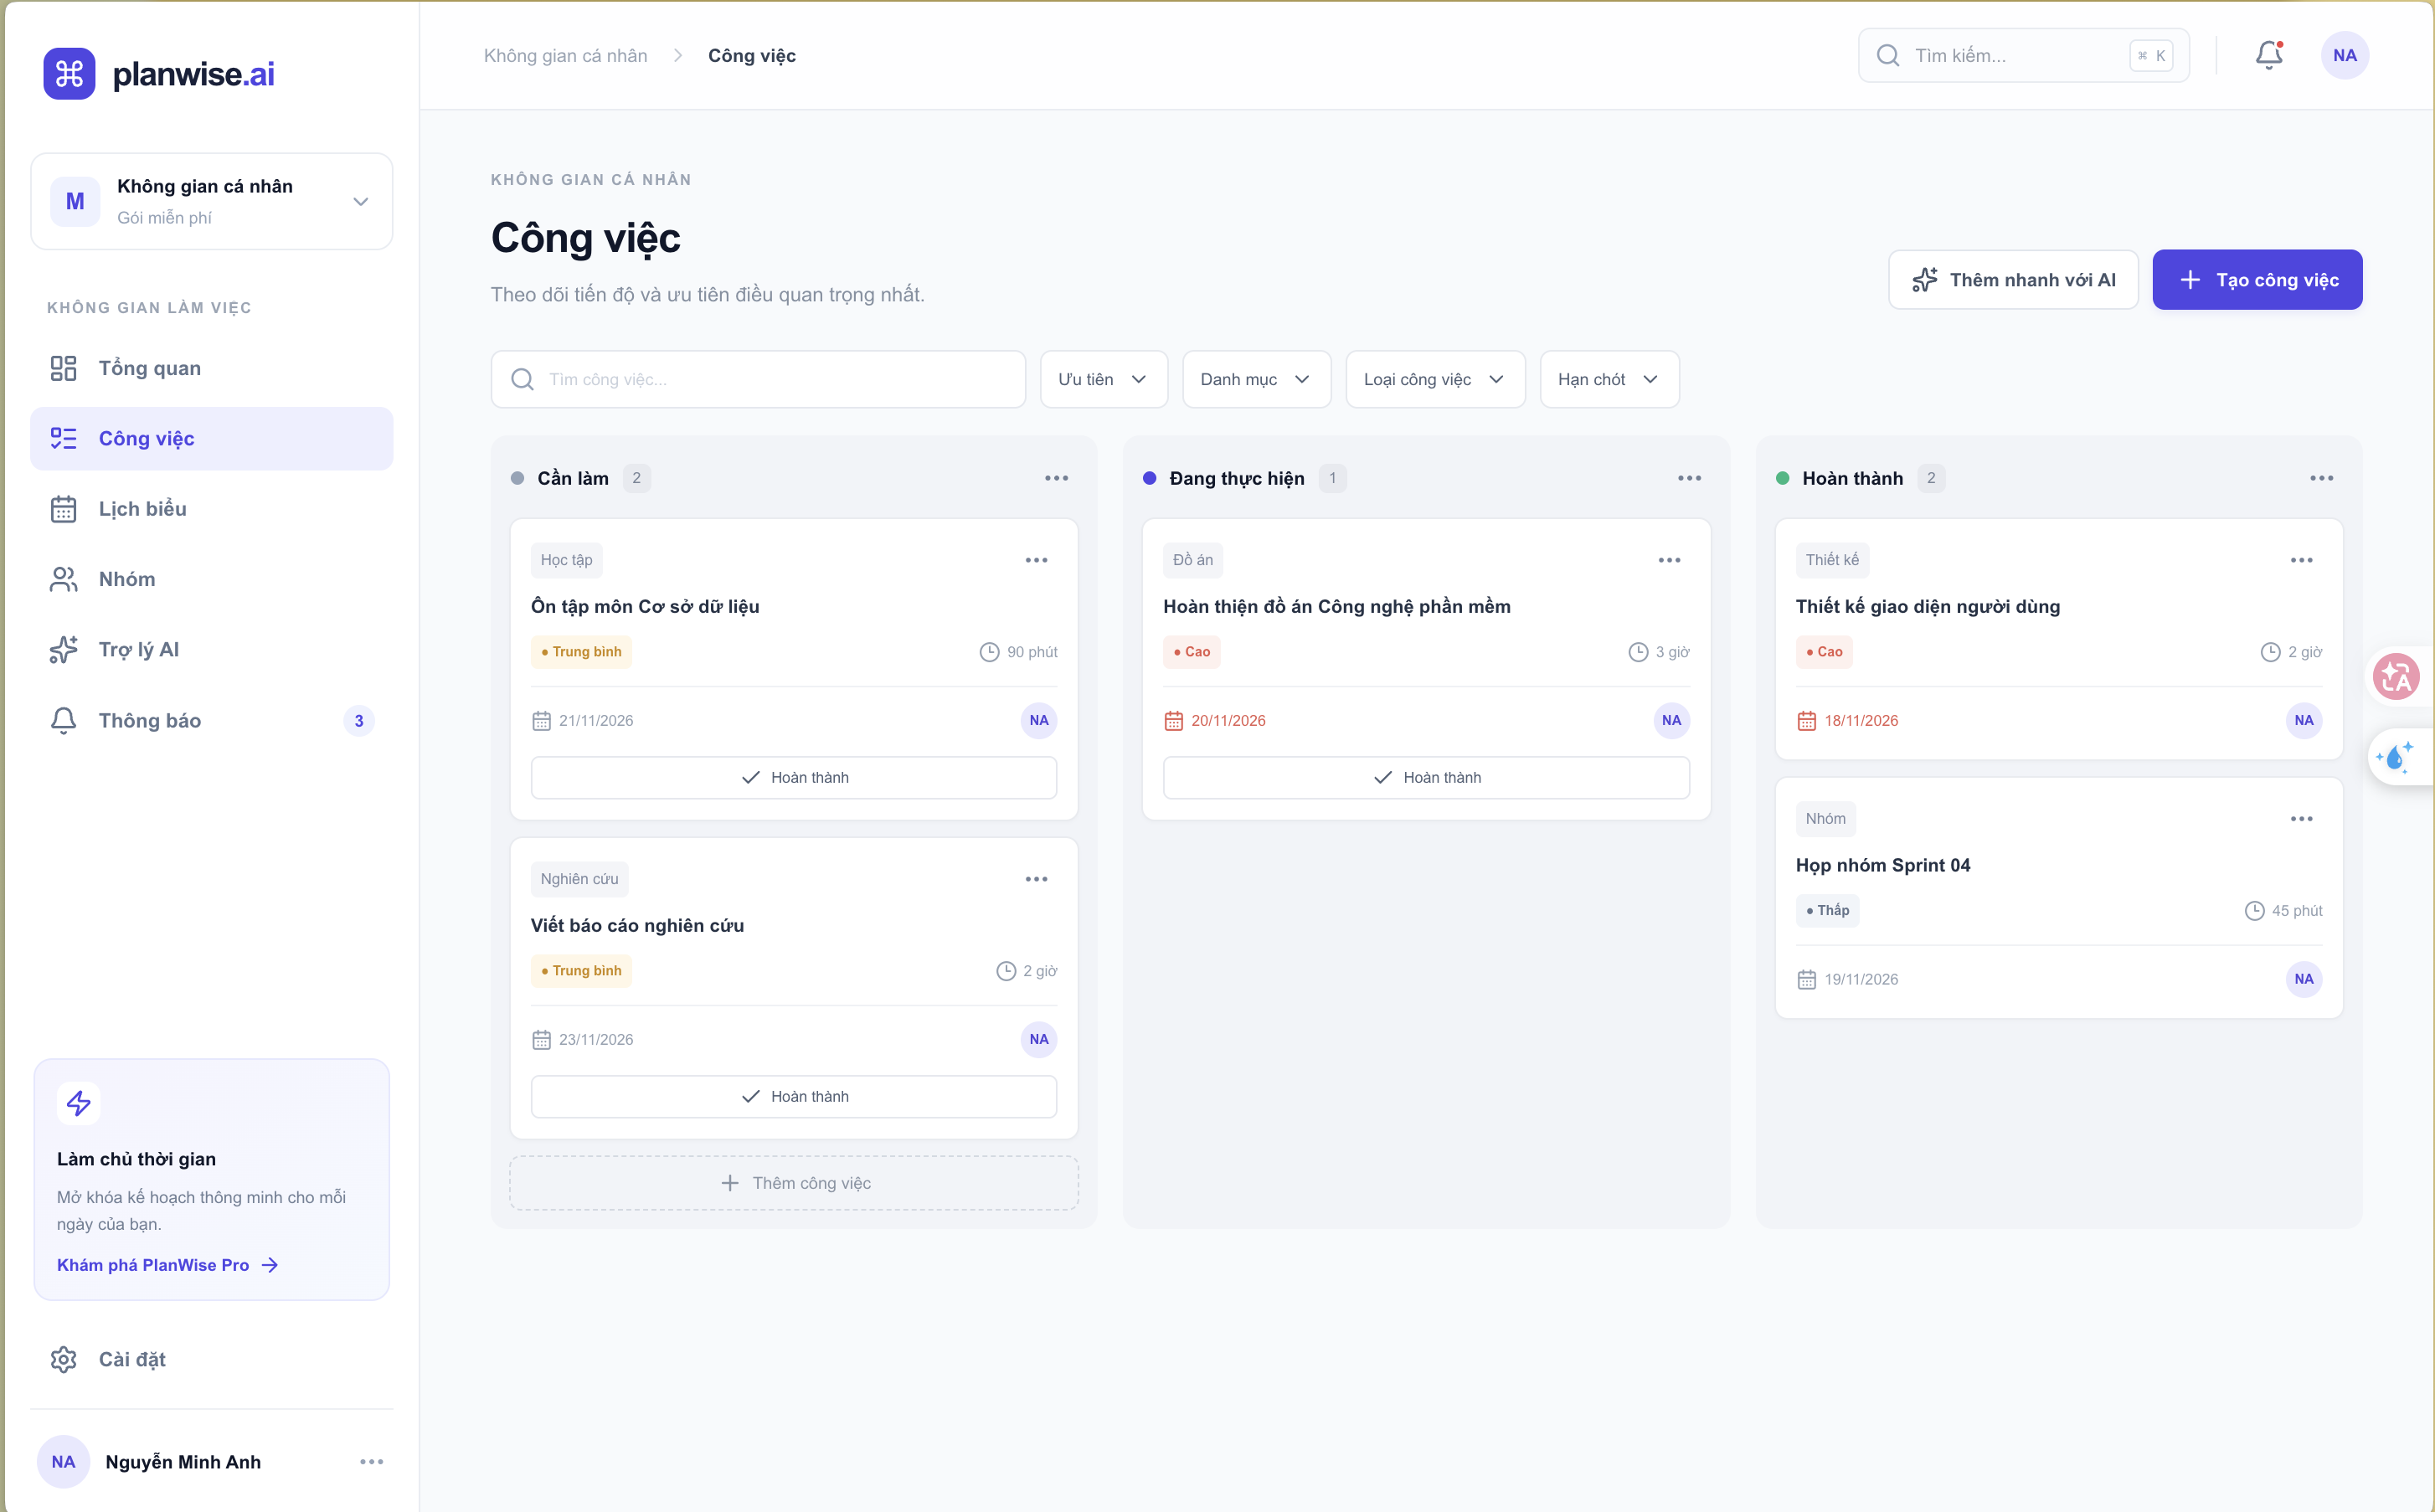 planwise.ai
M
Không gian cá nhân
Gói miễn phí
KHÔNG GIAN LÀM VIỆC
Tổng quan
Công việc
Lịch biểu
Nhóm
Trợ lý AI
Thông báo
3
Làm chủ thời gian
Mở khóa kế hoạch thông minh cho mỗi
ngày của bạn.
Khám phá PlanWise Pro
Cài đặt
NA
Nguyễn Minh Anh
Không gian cá nhân
Công việc
Tìm kiếm...
⌘ K
NA
KHÔNG GIAN CÁ NHÂN
Công việc
Theo dõi tiến độ và ưu tiên điều quan trọng nhất.
Thêm nhanh với AI
Tạo công việc
Tìm công việc...
Ưu tiên
Danh mục
Loại công việc
Hạn chót
Cần làm 2
Học tập
Ôn tập môn Cơ sở dữ liệu
Trung bình
90 phút
21/11/2026
NA
Hoàn thành
Nghiên cứu
Viết báo cáo nghiên cứu
Trung bình
2 giờ
23/11/2026
NA
Hoàn thành
Thêm công việc
Đang thực hiện 1
Đồ án
Hoàn thiện đồ án Công nghệ phần mềm
Cao
3 giờ
20/11/2026
NA
Hoàn thành
Hoàn thành 2
Thiết kế
Thiết kế giao diện người dùng
Cao
2 giờ
18/11/2026
NA
Nhóm
Họp nhóm Sprint 04
Thấp
45 phút
19/11/2026
NA
A